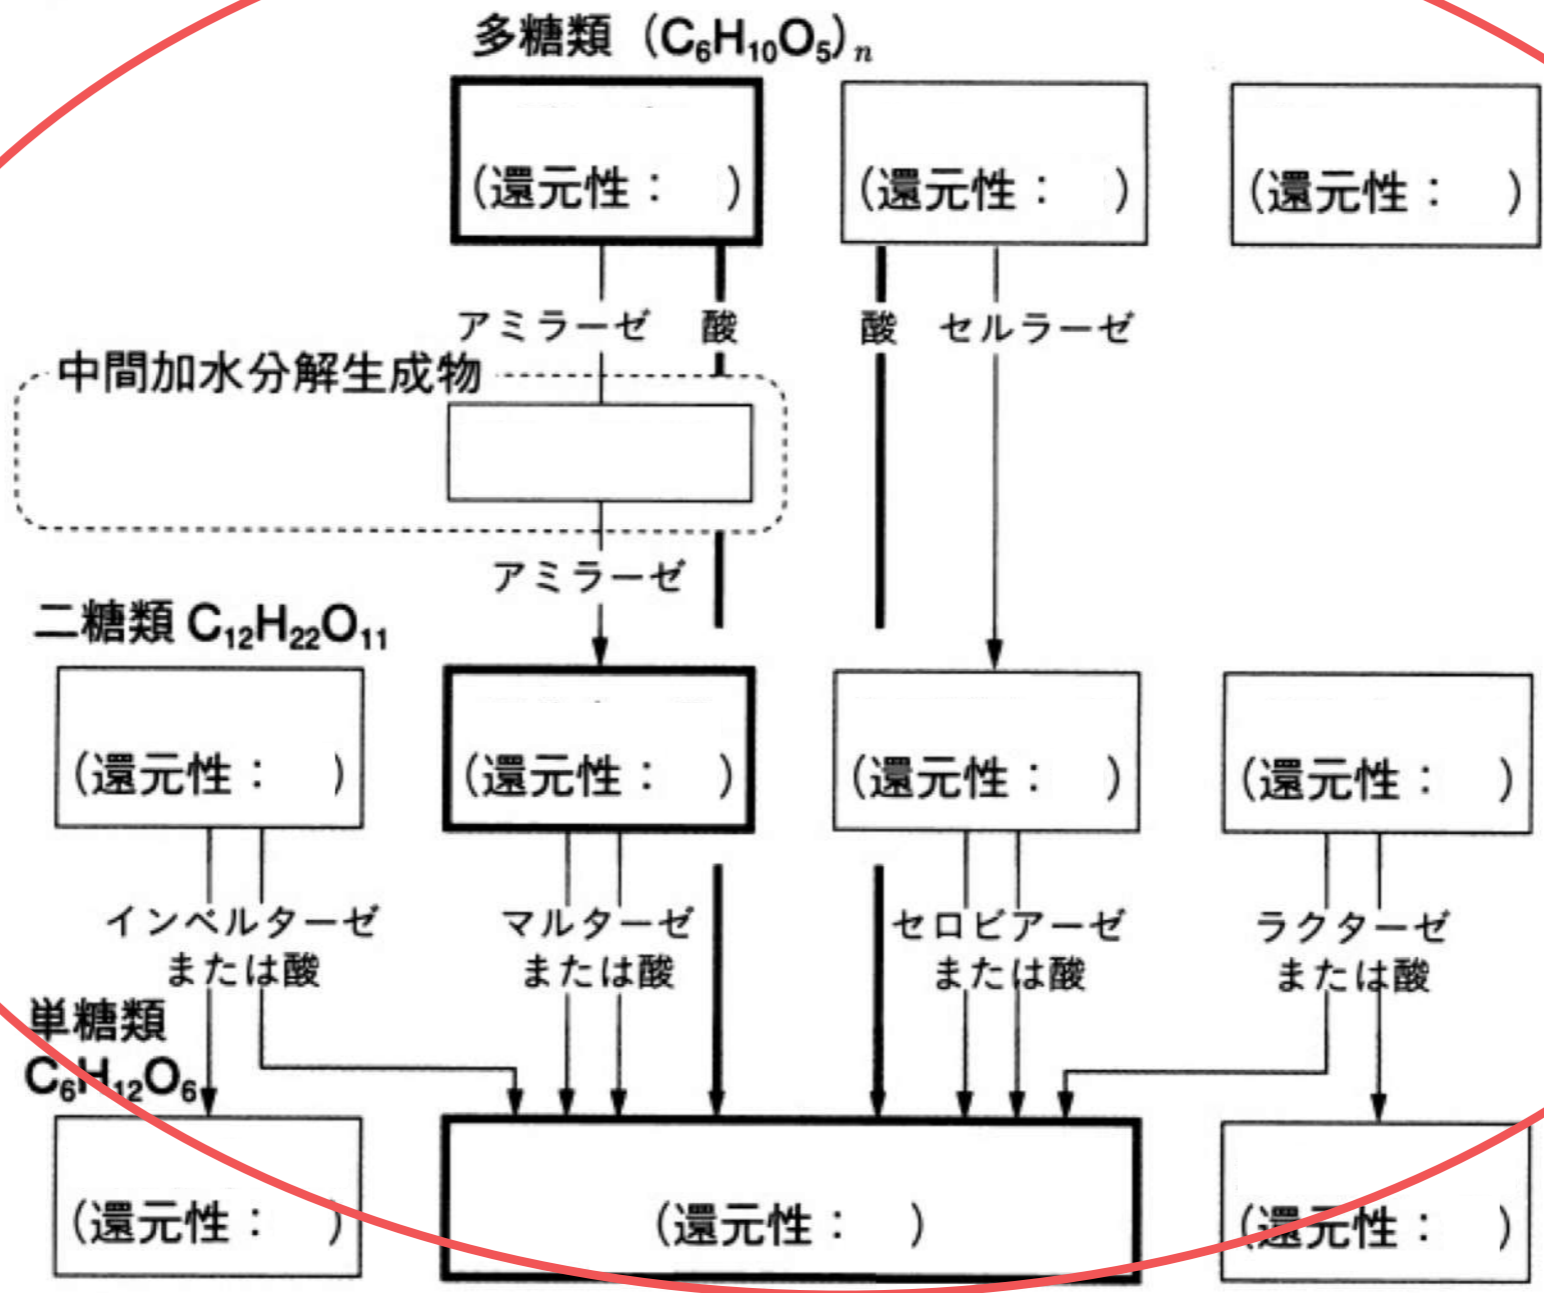 多糖類 (C₆H₁₀O₅)ₙ
(還元性： ) (還元性： ) (還元性： )
アミラーゼ 酸 酸 セルラーゼ
中間加水分解生成物
アミラーゼ
二糖類 C₁₂H₂₂O₁₁
(還元性： ) (還元性： ) (還元性： ) (還元性： )
インベルターゼ または酸
マルターゼ または酸
セロビアーゼ または酸
ラクターゼ または酸
単糖類
C₆H₁₂O₆
(還元性： ) (還元性： ) (還元性： )